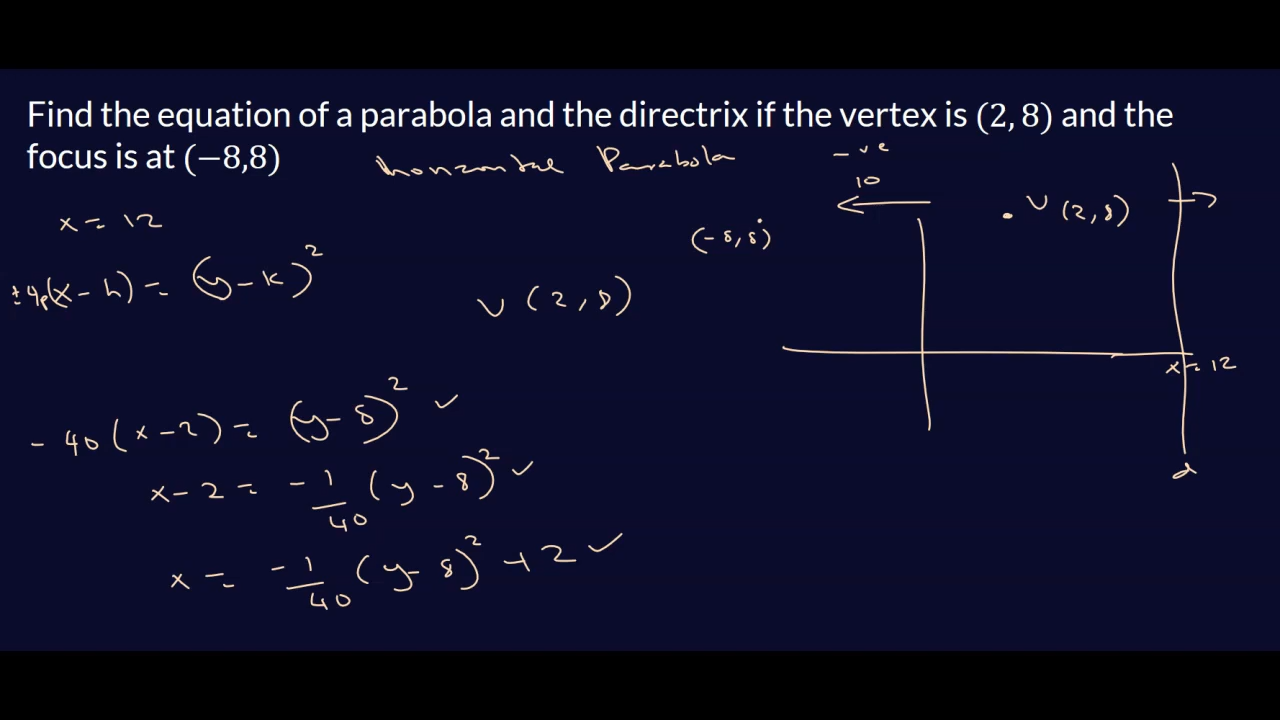 Find the equation of a parabola and the directrix if the vertex is (2, 8) and the
focus is at (−8,8)
horizontal Parabola
-ve
10
x = 12
V (2, 8)
(-8, 8)
±4p(x - h) = (y - k)²
V (2, 8)
x = 12
-40(x - 2) = (y - 8)² ✓
d
x - 2 = -1/40 (y - 8)² ✓
x = -1/40 (y - 8)² + 2 ✓